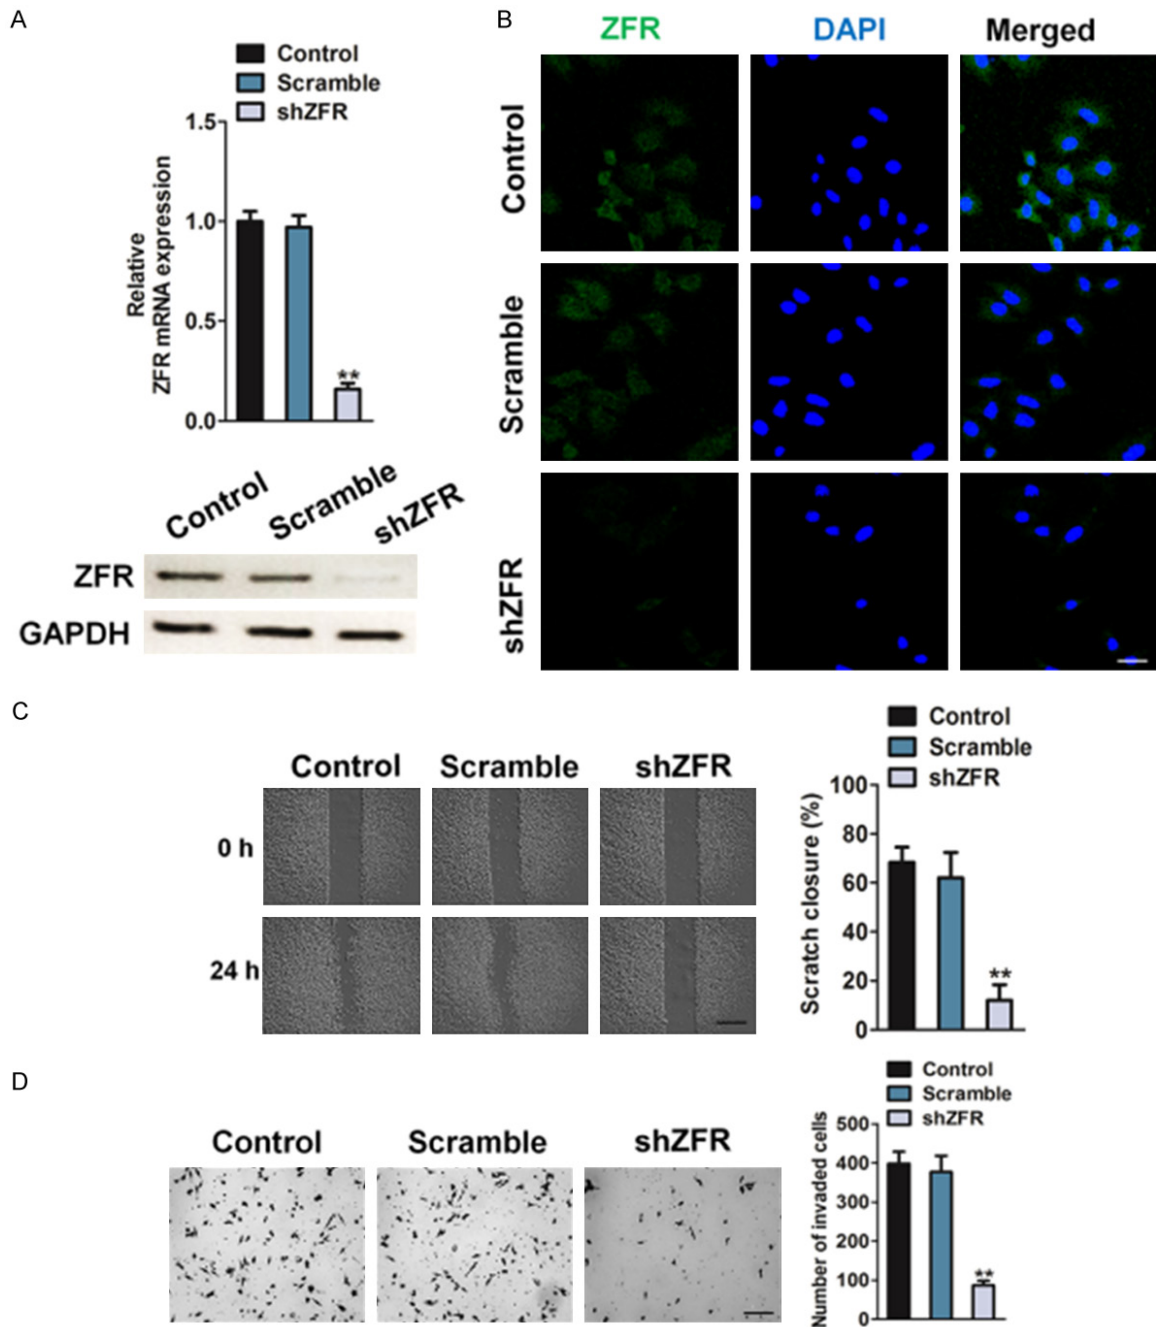 A
Control
Scramble
shZFR
1.5
1.0
0.5
0.0
Relative
ZFR mRNA expression
**
Control
Scramble
shZFR
ZFR
GAPDH
B
ZFR
DAPI
Merged
Control
Scramble
shZFR
C
Control
Scramble
shZFR
0 h
24 h
Control
Scramble
shZFR
100
80
60
40
20
0
Scratch closure (%)
**
D
Control
Scramble
shZFR
Control
Scramble
shZFR
500
400
300
200
100
0
Number of invaded cells
**